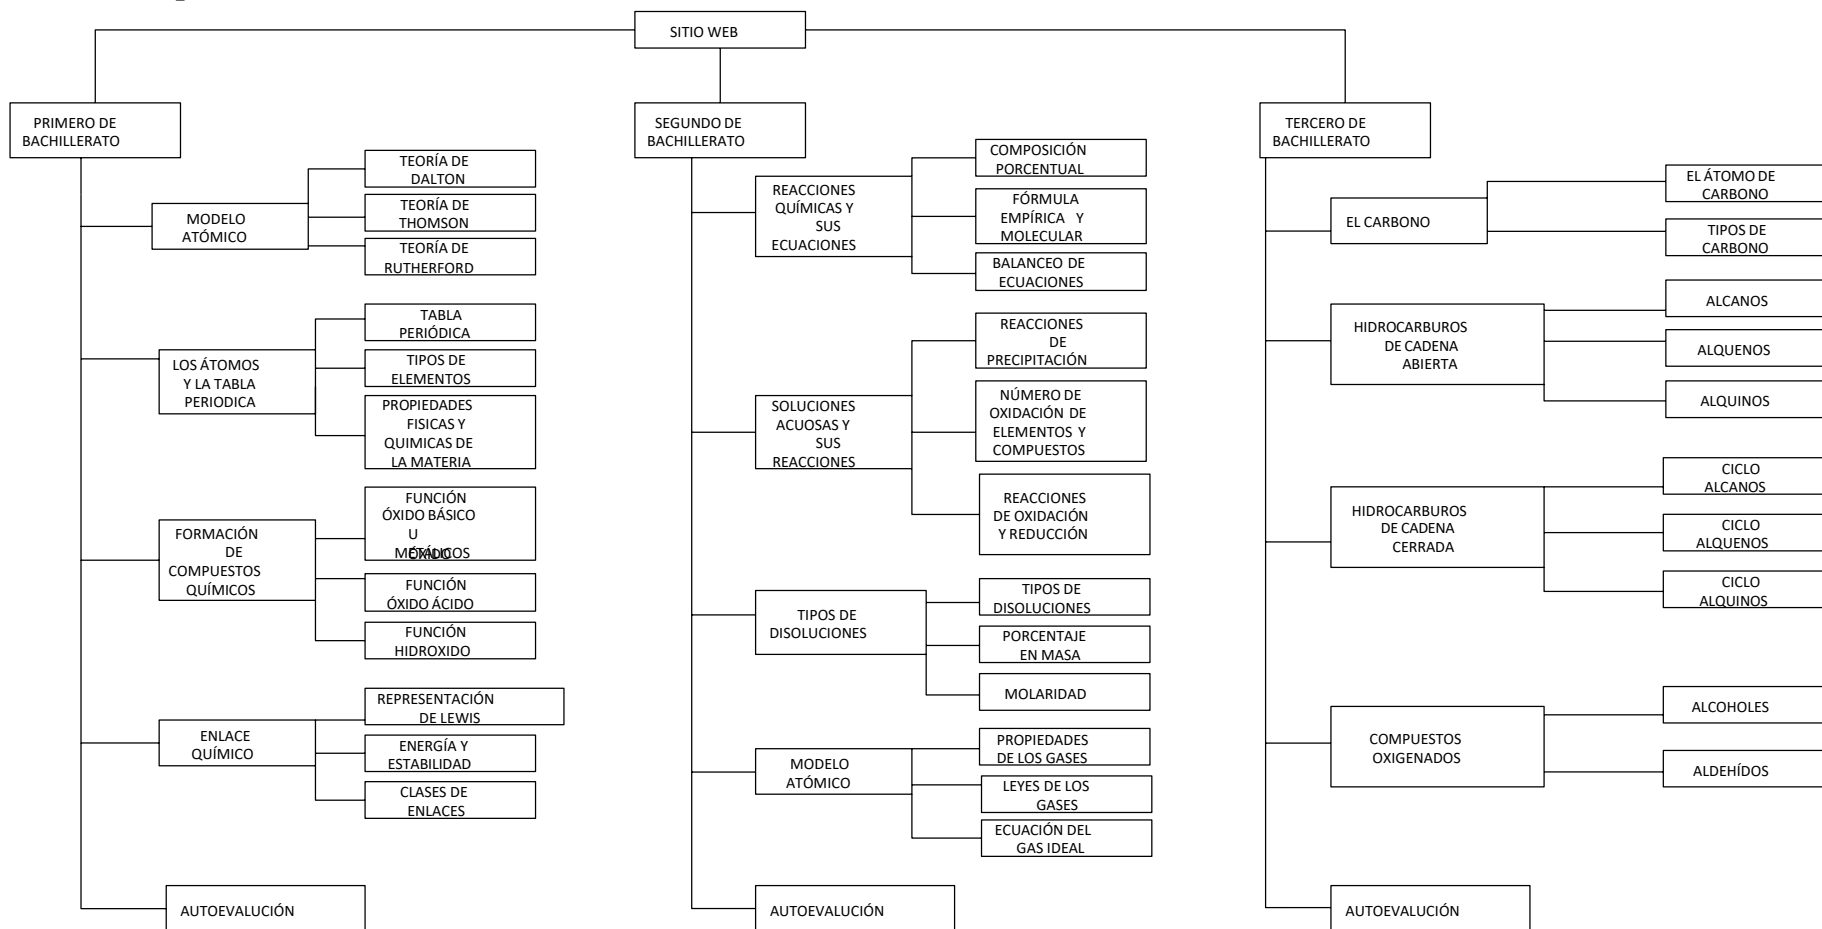 SITIO WEB
PRIMERO DE
BACHILLERATO
MODELO
ATÓMICO
TEORÍA DE
DALTON
TEORÍA DE
THOMSON
TEORÍA DE
RUTHERFORD
LOS ÁTOMOS
Y LA TABLA
PERIODICA
TABLA
PERIÓDICA
TIPOS DE
ELEMENTOS
PROPIEDADES
FISICAS Y
QUIMICAS DE
LA MATERIA
FORMACIÓN
DE
COMPUESTOS
QUÍMICOS
FUNCIÓN
ÓXIDO BÁSICO
U
ÓXIDO
METÁLICOS
FUNCIÓN
ÓXIDO ÁCIDO
FUNCIÓN
HIDROXIDO
ENLACE
QUÍMICO
REPRESENTACIÓN
DE LEWIS
ENERGÍA Y
ESTABILIDAD
CLASES DE
ENLACES
AUTOEVALUCIÓN
SEGUNDO DE
BACHILLERATO
REACCIONES
QUÍMICAS Y
SUS
ECUACIONES
COMPOSICIÓN
PORCENTUAL
FÓRMULA
EMPÍRICA Y
MOLECULAR
BALANCEO DE
ECUACIONES
SOLUCIONES
ACUOSAS Y
SUS
REACCIONES
REACCIONES
DE
PRECIPITACIÓN
NÚMERO DE
OXIDACIÓN DE
ELEMENTOS Y
COMPUESTOS
REACCIONES
DE OXIDACIÓN
Y REDUCCIÓN
TIPOS DE
DISOLUCIONES
TIPOS DE
DISOLUCIONES
PORCENTAJE
EN MASA
MOLARIDAD
MODELO
ATÓMICO
PROPIEDADES
DE LOS GASES
LEYES DE LOS
GASES
ECUACIÓN DEL
GAS IDEAL
AUTOEVALUCIÓN
TERCERO DE
BACHILLERATO
EL CARBONO
EL ÁTOMO DE
CARBONO
TIPOS DE
CARBONO
HIDROCARBUROS
DE CADENA
ABIERTA
ALCANOS
ALQUENOS
ALQUINOS
HIDROCARBUROS
DE CADENA
CERRADA
CICLO
ALCANOS
CICLO
ALQUENOS
CICLO
ALQUINOS
COMPUESTOS
OXIGENADOS
ALCOHOLES
ALDEHÍDOS
AUTOEVALUCIÓN